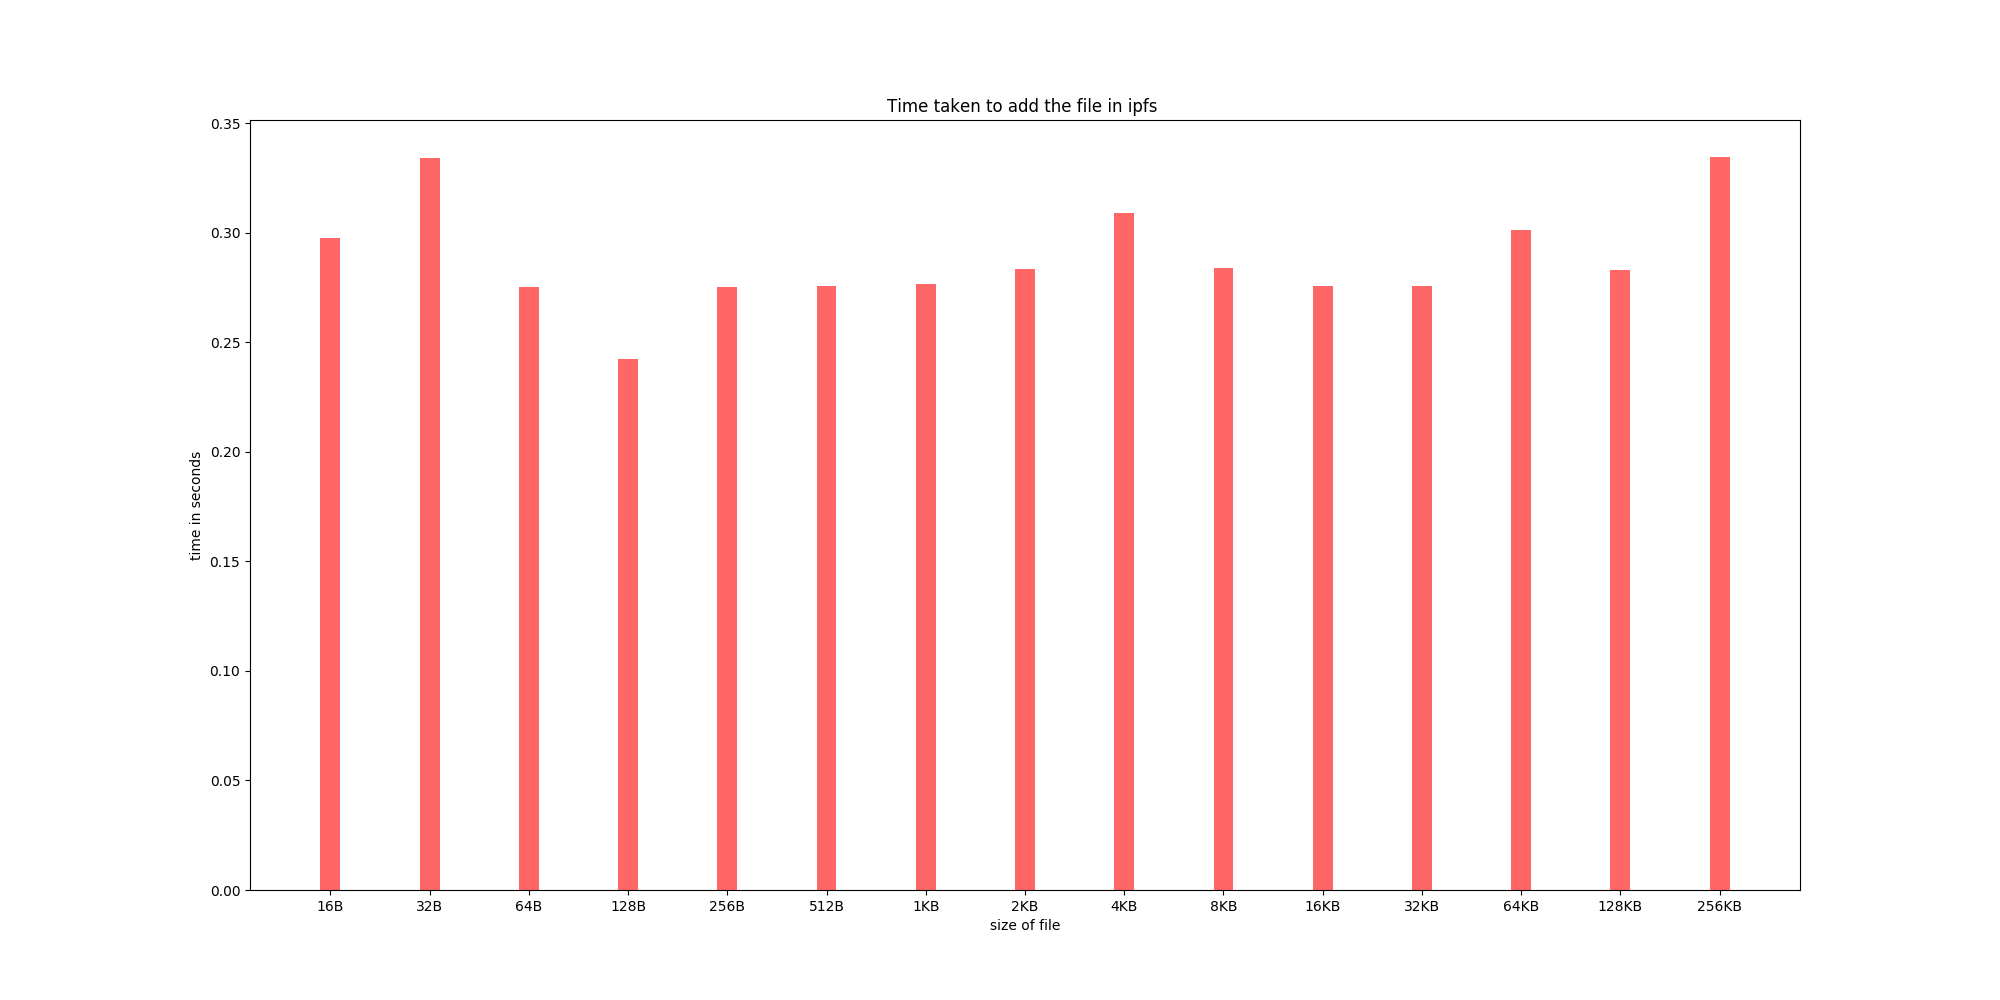 Time taken to add the file in ipfs
0.35
0.30
0.25
0.20
0.15
0.10
0.05
0.00
time in seconds
16B 32B 64B 128B 256B 512B 1KB 2KB 4KB 8KB 16KB 32KB 64KB 128KB 256KB
size of file